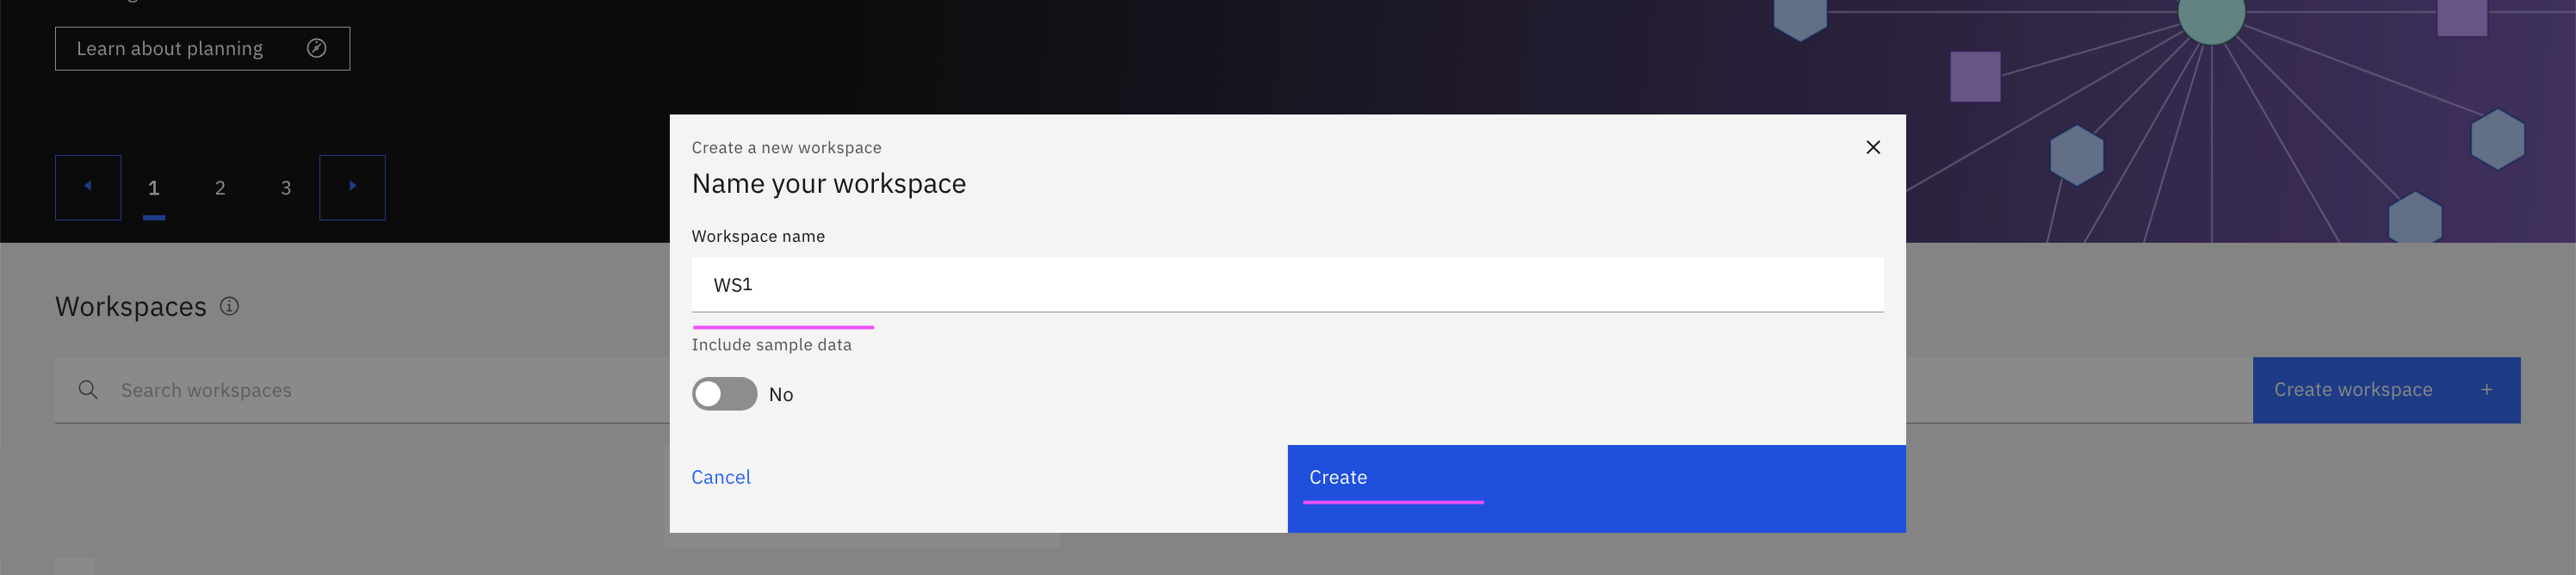 Learn about planning
1 2 3
Workspaces
Search workspaces
Create workspace +
Create a new workspace
Name your workspace
Workspace name
WS1
Include sample data
No
Cancel
Create